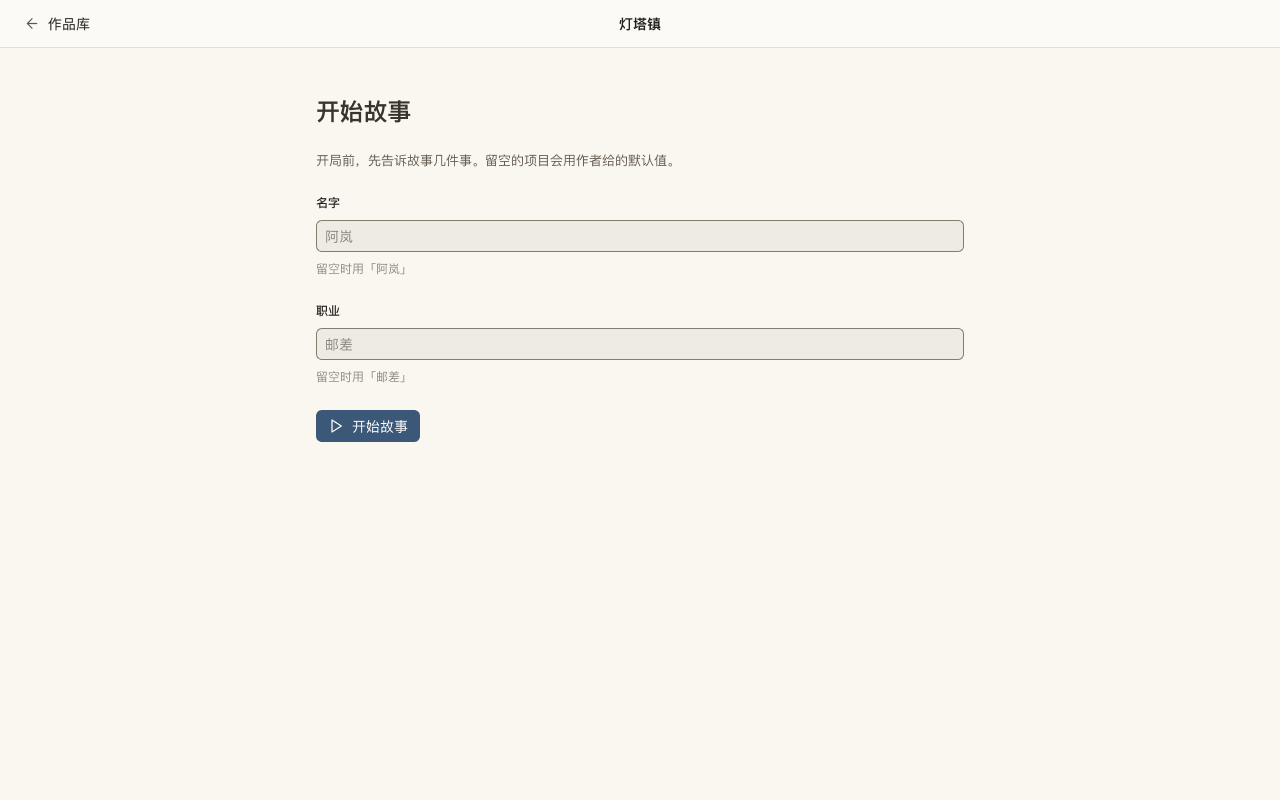 作品库
灯塔镇
开始故事
开局前，先告诉故事几件事。留空的项目会用作者给的默认值。
名字
阿岚
留空时用「阿岚」
职业
邮差
留空时用「邮差」
开始故事